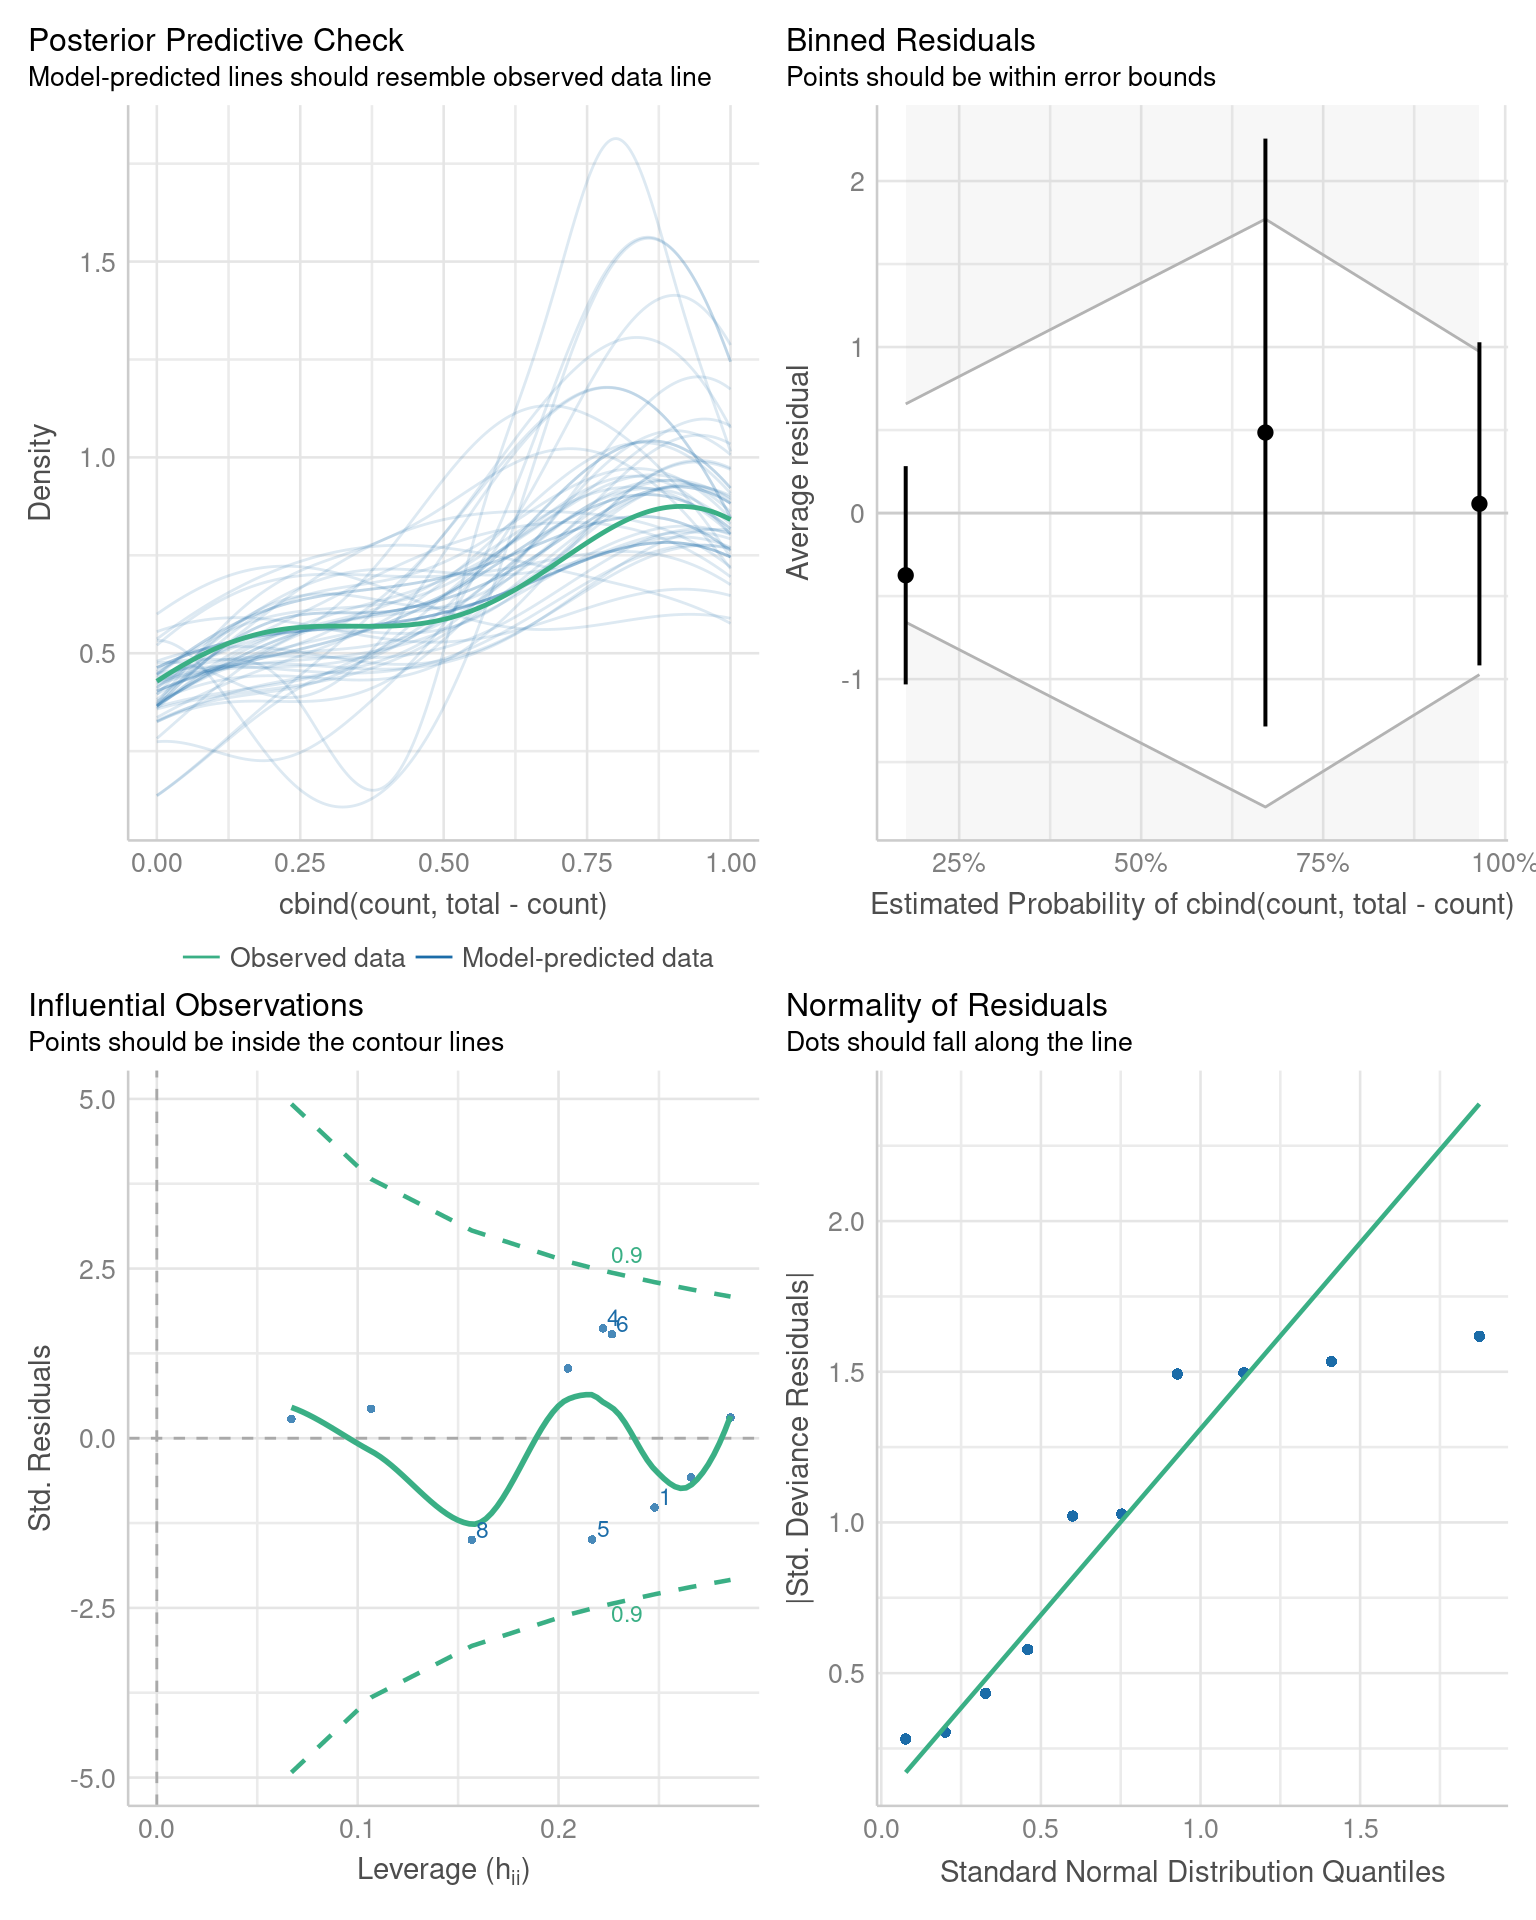 Posterior Predictive Check
Model-predicted lines should resemble observed data line
Density
1.5
1.0
0.5
0.00 0.25 0.50 0.75 1.00
cbind(count, total - count)
Observed data Model-predicted data
Binned Residuals
Points should be within error bounds
Average residual
2
1
0
-1
25% 50% 75% 100%
Estimated Probability of cbind(count, total - count)
Influential Observations
Points should be inside the contour lines
Std. Residuals
5.0
2.5
0.0
-2.5
-5.0
0.9
4
6
1
8
5
0.9
0.0 0.1 0.2
Leverage (hii)
Normality of Residuals
Dots should fall along the line
|Std. Deviance Residuals|
2.0
1.5
1.0
0.5
0.0 0.5 1.0 1.5
Standard Normal Distribution Quantiles